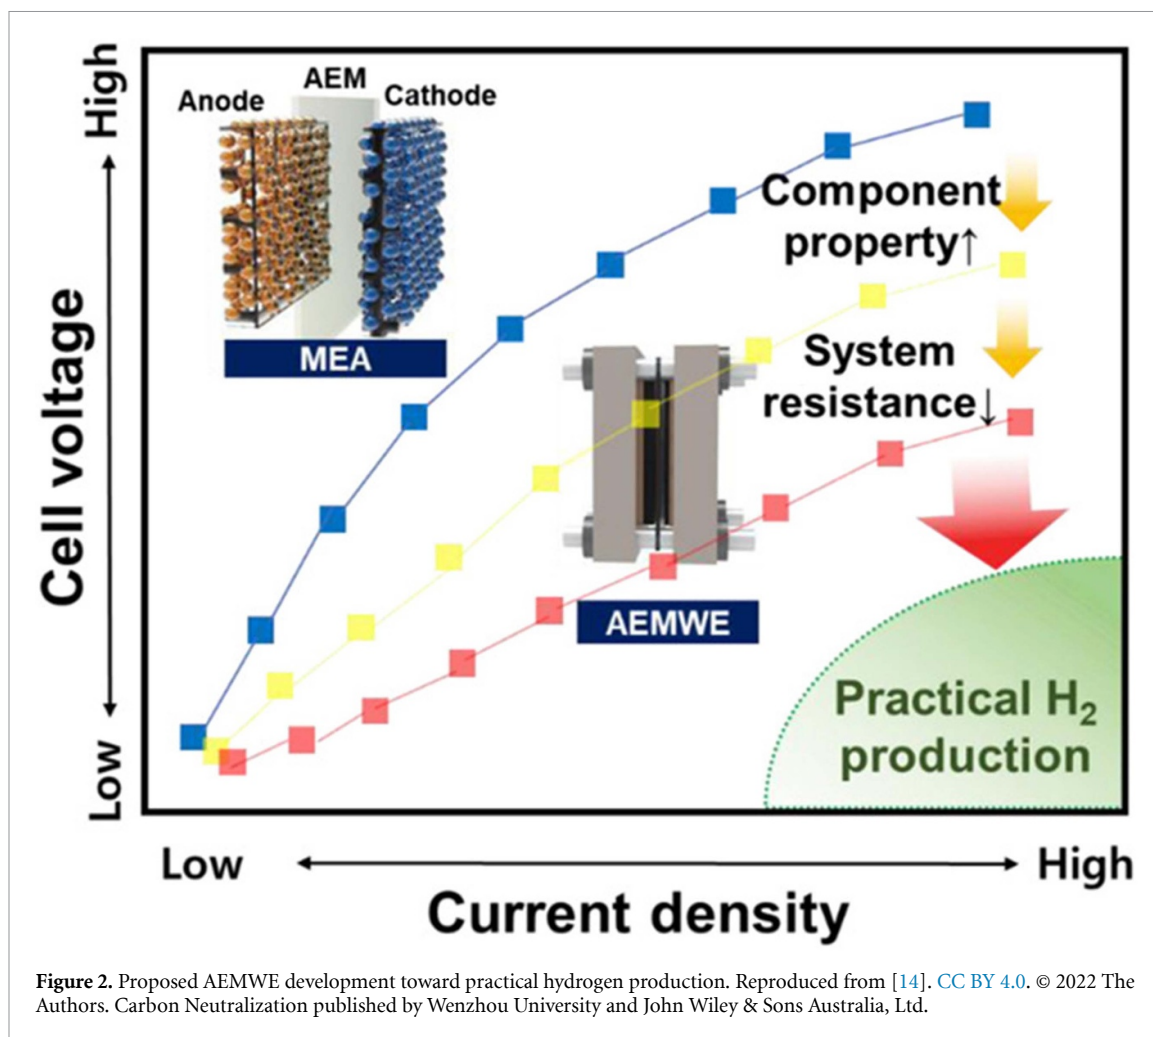 High
Cell voltage
Low
AEM
Anode
Cathode
MEA
Component
property↑
System
resistance↓
AEMWE
Practical H₂
production
Low
High
Current density
Figure 2. Proposed AEMWE development toward practical hydrogen production. Reproduced from [14]. CC BY 4.0. © 2022 The
Authors. Carbon Neutralization published by Wenzhou University and John Wiley & Sons Australia, Ltd.